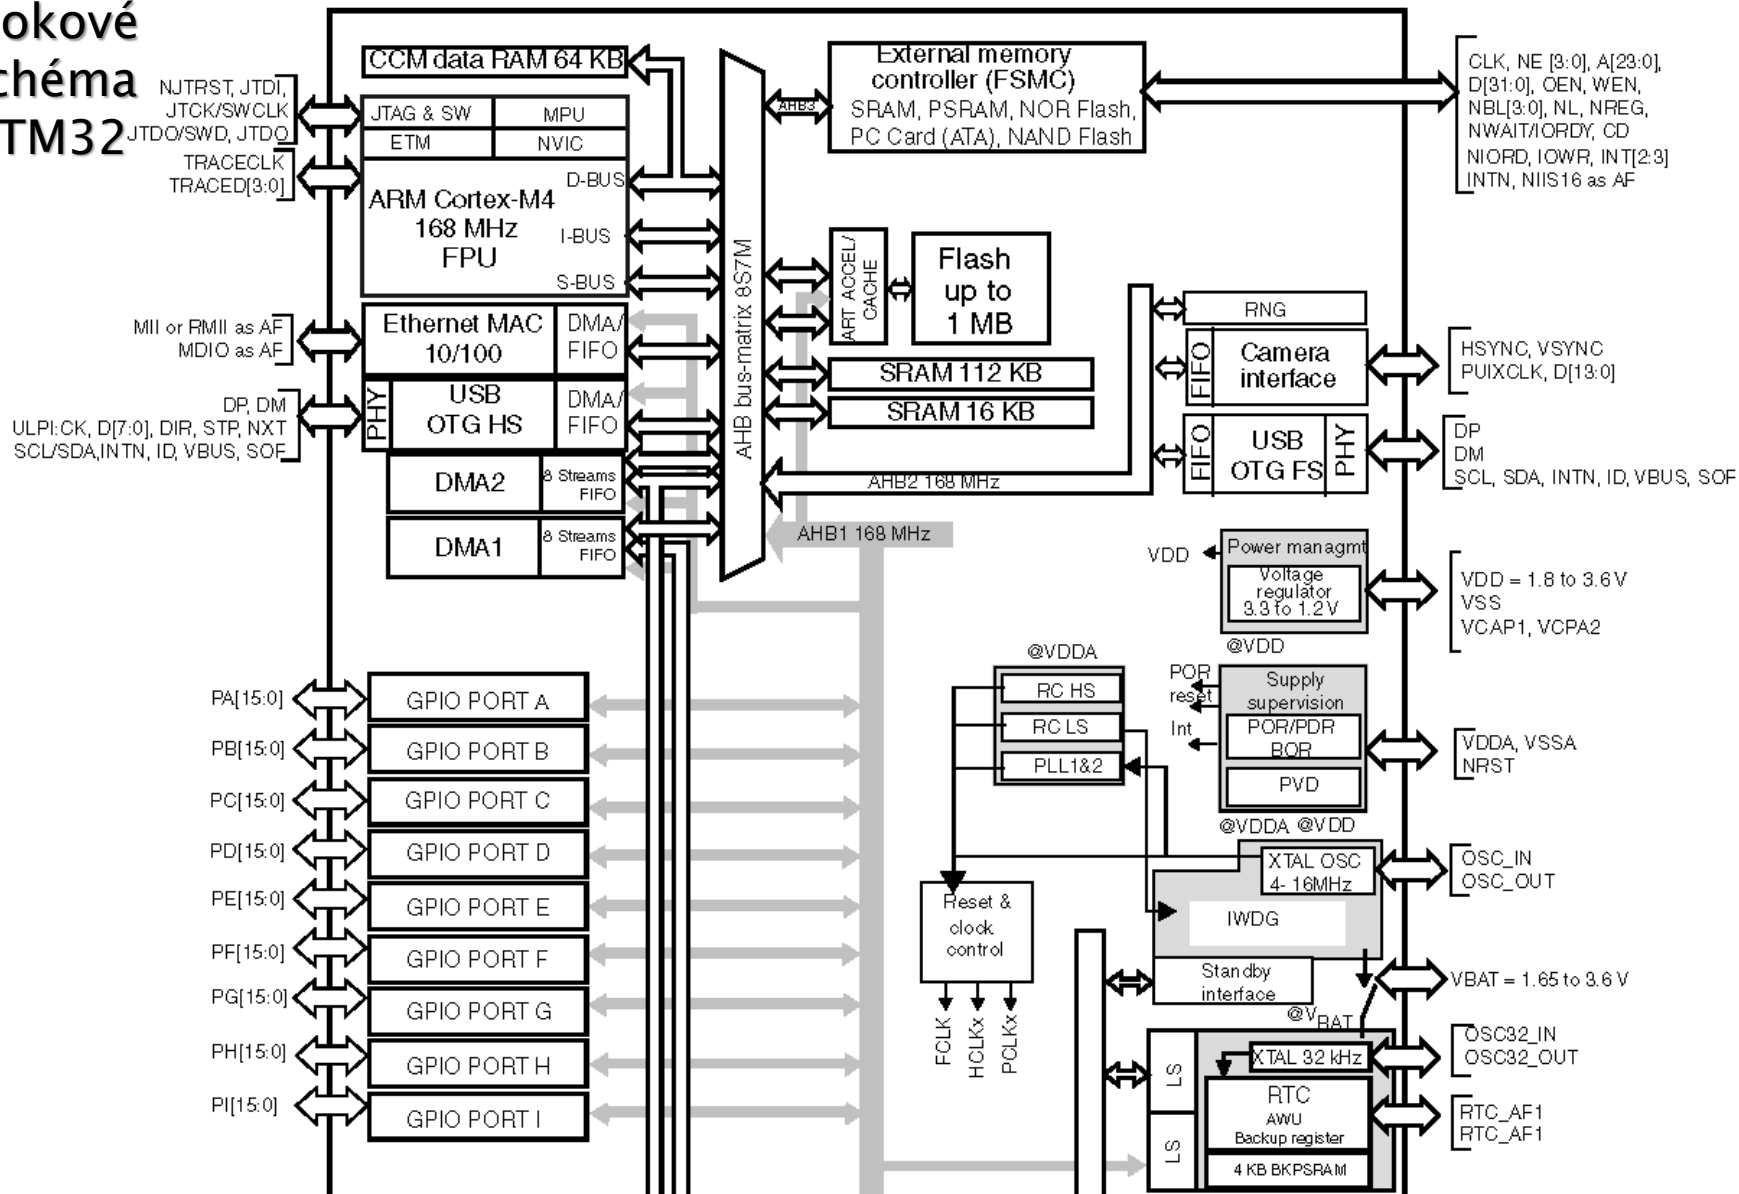 okové
chéma
TM32
NJTRST, JTDI,
JTCK/SWCLK
JTDO/SWD, JTDO
TRACECLK
TRACED[3:0]
CCM data RAM 64 KB
JTAG & SW
MPU
ETM
NVIC
D-BUS
ARM Cortex-M4
168 MHz
FPU
I-BUS
S-BUS
MII or RMII as AF
MDIO as AF
Ethernet MAC
10/100
DMA/
FIFO
DP, DM
ULPI:CK, D[7:0], DIR, STP, NXT
SCL/SDA,INTN, ID, VBUS, SOF
PHY
USB
OTG HS
DMA/
FIFO
DMA2
8 Streams
FIFO
DMA1
8 Streams
FIFO
AHB bus-matrix 8S7M
AHB3
External memory
controller (FSMC)
SRAM, PSRAM, NOR Flash,
PC Card (ATA), NAND Flash
CLK, NE [3:0], A[23:0],
D[31:0], OEN, WEN,
NBL[3:0], NL, NREG,
NWAIT/IORDY, CD
NIORD, IOWR, INT[2:3]
INTN, NIIS16 as AF
ART ACCEL/
CACHE
Flash
up to
1 MB
SRAM 112 KB
SRAM 16 KB
AHB2 168 MHz
AHB1 168 MHz
RNG
FIFO
Camera
interface
HSYNC, VSYNC
PUIXCLK, D[13:0]
FIFO
USB
OTG FS
PHY
DP
DM
SCL, SDA, INTN, ID, VBUS, SOF
VDD
Power managmt
Voltage
regulator
3.3 to 1.2 V
VDD = 1.8 to 3.6 V
VSS
VCAP1, VCPA2
@VDD
@VDDA
RC HS
RC LS
PLL1&2
POR
reset
Int
Supply
supervision
POR/PDR
BOR
PVD
VDDA, VSSA
NRST
@VDDA @VDD
XTAL OSC
4- 16MHz
OSC_IN
OSC_OUT
IWDG
Reset &
clock
control
FCLK
HCLKx
PCLKx
Standby
interface
VBAT = 1.65 to 3.6 V
@VBAT
LS
LS
XTAL 32 kHz
OSC32_IN
OSC32_OUT
RTC
AWU
Backup register
4 KB BKPSRAM
RTC_AF1
RTC_AF1
PA[15:0]
GPIO PORT A
PB[15:0]
GPIO PORT B
PC[15:0]
GPIO PORT C
PD[15:0]
GPIO PORT D
PE[15:0]
GPIO PORT E
PF[15:0]
GPIO PORT F
PG[15:0]
GPIO PORT G
PH[15:0]
GPIO PORT H
PI[15:0]
GPIO PORT I